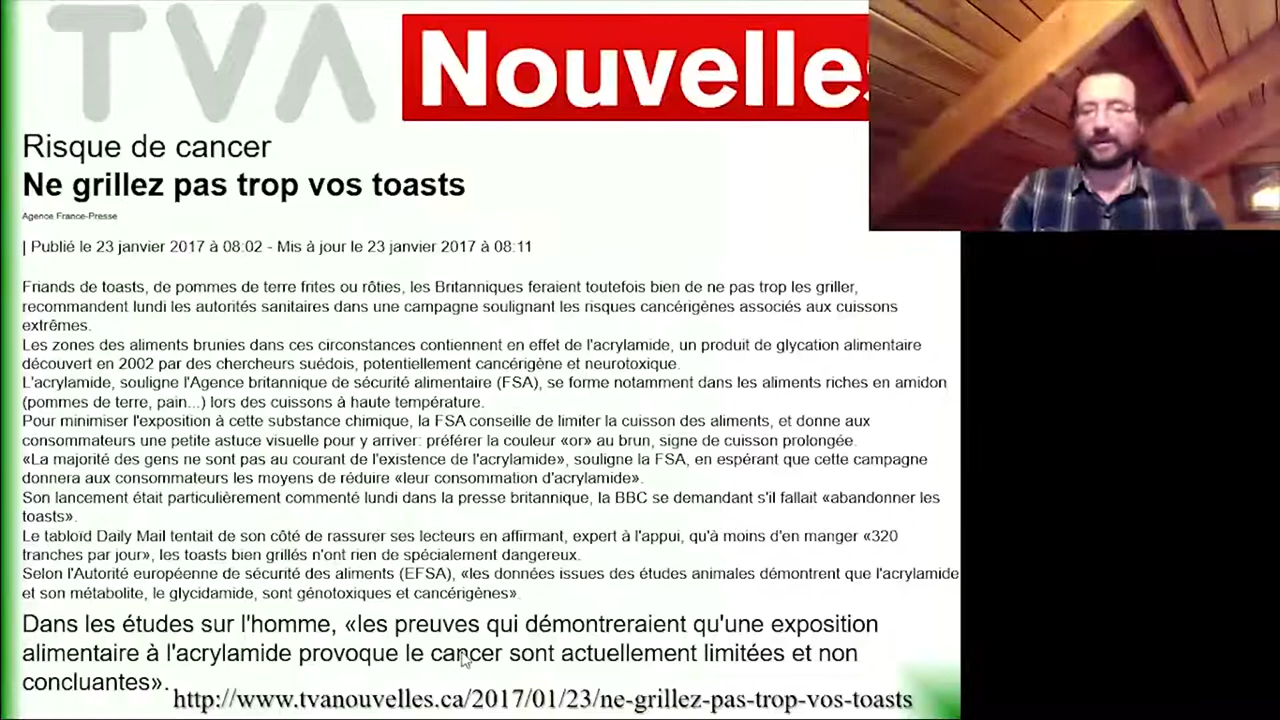 TVA Nouvelles
Risque de cancer
Ne grillez pas trop vos toasts
Agence France-Presse
| Publié le 23 janvier 2017 à 08:02 - Mis à jour le 23 janvier 2017 à 08:11
Friands de toasts, de pommes de terre frites ou rôties, les Britanniques feraient toutefois bien de ne pas trop les griller,
recommandent lundi les autorités sanitaires dans une campagne soulignant les risques cancérigènes associés aux cuissons
extrêmes.
Les zones des aliments brunies dans ces circonstances contiennent en effet de l'acrylamide, un produit de glycation alimentaire
découvert en 2002 par des chercheurs suédois, potentiellement cancérigène et neurotoxique.
L'acrylamide, souligne l'Agence britannique de sécurité alimentaire (FSA), se forme notamment dans les aliments riches en amidon
(pommes de terre, pain...) lors des cuissons à haute température.
Pour minimiser l'exposition à cette substance chimique, la FSA conseille de limiter la cuisson des aliments, et donne aux
consommateurs une petite astuce visuelle pour y arriver: préférer la couleur «or» au brun, signe de cuisson prolongée.
«La majorité des gens ne sont pas au courant de l'existence de l'acrylamide», souligne la FSA, en espérant que cette campagne
donnera aux consommateurs les moyens de réduire «leur consommation d'acrylamide».
Son lancement était particulièrement commenté lundi dans la presse britannique, la BBC se demandant s'il fallait «abandonner les
toasts».
Le tabloïd Daily Mail tentait de son côté de rassurer ses lecteurs en affirmant, expert à l'appui, qu'à moins d'en manger «320
tranches par jour», les toasts bien grillés n'ont rien de spécialement dangereux.
Selon l'Autorité européenne de sécurité des aliments (EFSA), «les données issues des études animales démontrent que l'acrylamide
et son métabolite, le glycidamide, sont génotoxiques et cancérigènes».
Dans les études sur l'homme, «les preuves qui démontreraient qu'une exposition
alimentaire à l'acrylamide provoque le cancer sont actuellement limitées et non
concluantes».
http://www.tvanouvelles.ca/2017/01/23/ne-grillez-pas-trop-vos-toasts